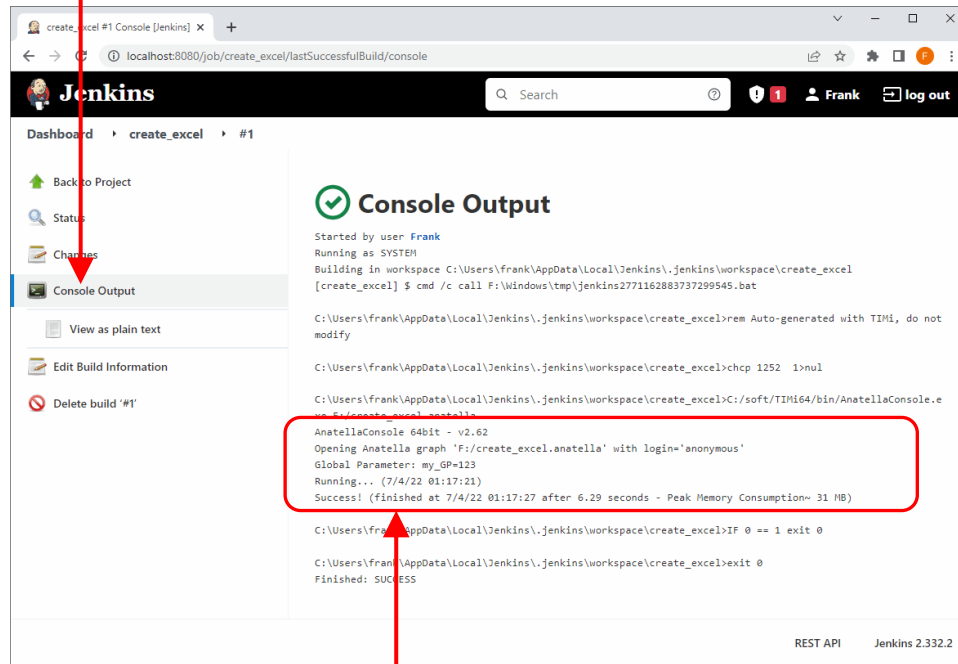 create_excel #1 Console [Jenkins]
localhost:8080/job/create_excel/lastSuccessfulBuild/console
F
Jenkins
Search
1
Frank
log out
Dashboard
create_excel
#1
Back to Project
Status
Changes
Console Output
View as plain text
Edit Build Information
Delete build '#1'
Console Output
Started by user Frank
Running as SYSTEM
Building in workspace C:\Users\frank\AppData\Local\Jenkins\.jenkins\workspace\create_excel
[create_excel] $ cmd /c call F:\Windows\tmp\jenkins2771162883737299545.bat
C:\Users\frank\AppData\Local\Jenkins\.jenkins\workspace\create_excel>rem Auto-generated with TIMi, do not
modify
C:\Users\frank\AppData\Local\Jenkins\.jenkins\workspace\create_excel>chcp 1252  1>nul
C:\Users\frank\AppData\Local\Jenkins\.jenkins\workspace\create_excel>C:/soft/TIMi64/bin/AnatellaConsole.e
xe F:/create_excel.anatella
AnatellaConsole 64bit - v2.62
Opening Anatella graph 'F:/create_excel.anatella' with login='anonymous'
Global Parameter: my_GP=123
Running... (7/4/22 01:17:21)
Success! (finished at 7/4/22 01:17:27 after 6.29 seconds - Peak Memory Consumption~ 31 MB)
C:\Users\frank\AppData\Local\Jenkins\.jenkins\workspace\create_excel>IF 0 == 1 exit 0
C:\Users\frank\AppData\Local\Jenkins\.jenkins\workspace\create_excel>exit 0
Finished: SUCCESS
REST API
Jenkins 2.332.2